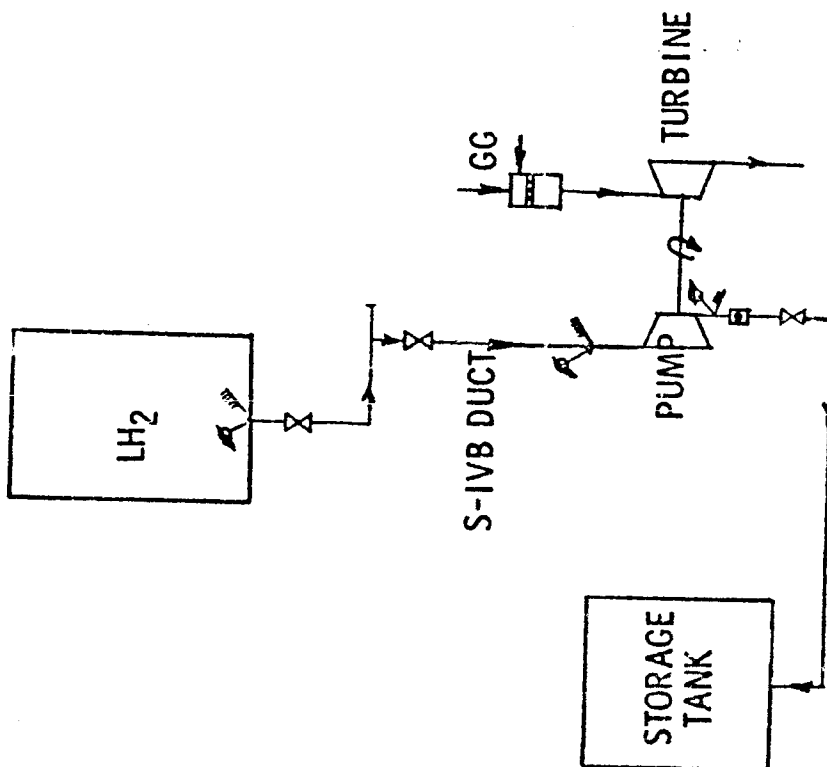 LH2
GG
TURBINE
S-IVB DUCT
PUMP
STORAGE
TANK